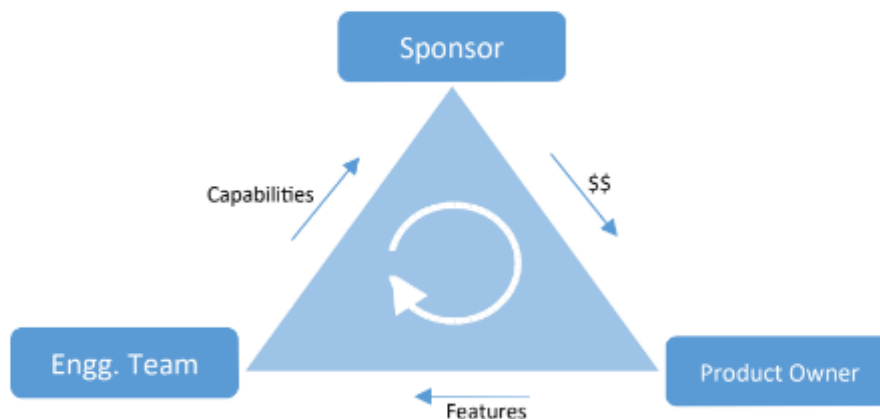 Sponsor
Capabilities
$$
Engg. Team
Product Owner
Features